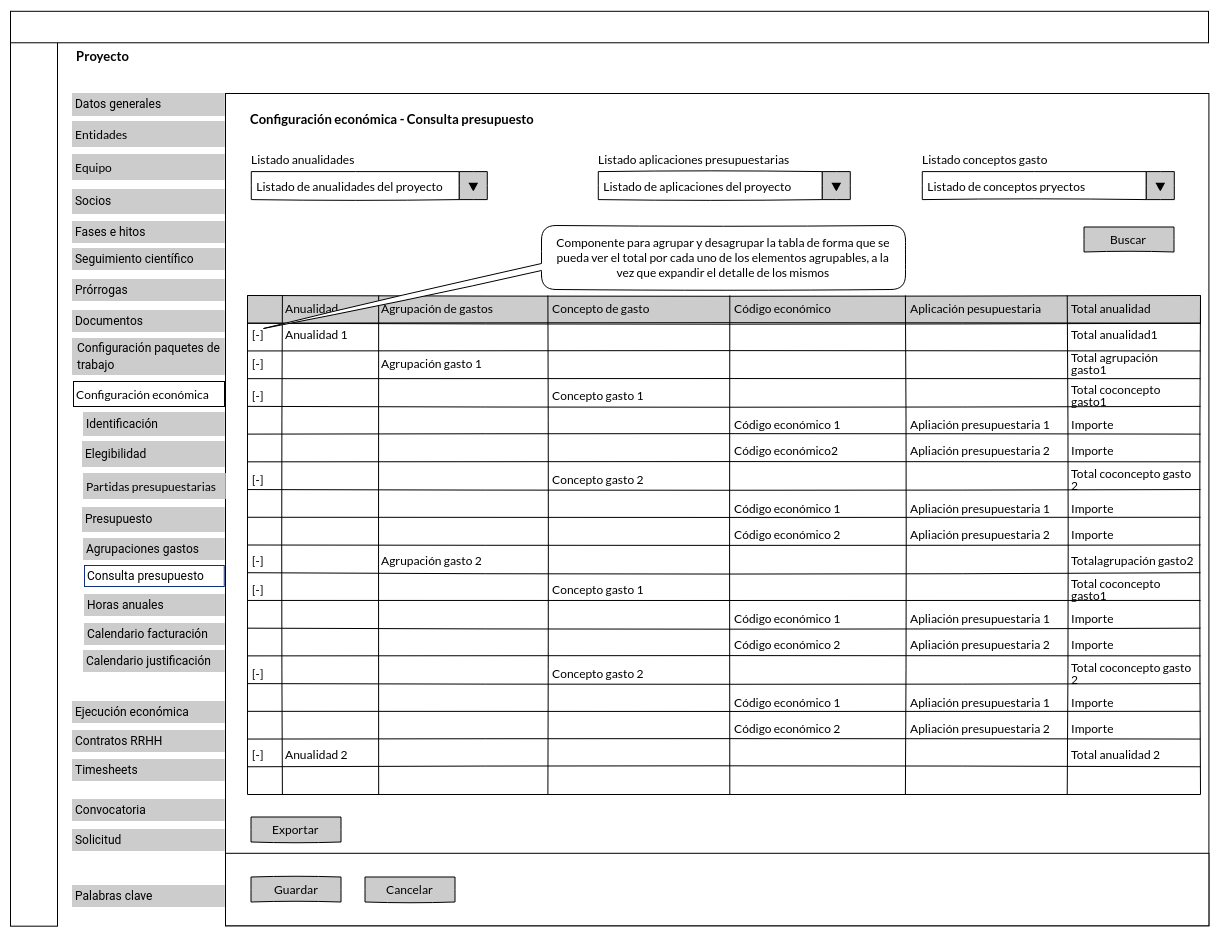 Proyecto
Datos generales
Entidades
Equipo
Socios
Fases e hitos
Seguimiento científico
Prórrogas
Documentos
Configuración paquetes de
trabajo
Configuración económica
Identificación
Elegibilidad
Partidas presupuestarias
Presupuesto
Agrupaciones gastos
Consulta presupuesto
Horas anuales
Calendario facturación
Calendario justificación
Ejecución económica
Contratos RRHH
Timesheets
Convocatoria
Solicitud
Palabras clave
Configuración económica - Consulta presupuesto
Listado anualidades
Listado de anualidades del proyecto ▼
Listado aplicaciones presupuestarias
Listado de aplicaciones del proyecto ▼
Listado conceptos gasto
Listado de conceptos pryectos ▼
Buscar
Componente para agrupar y desagrupar la tabla de forma que se
pueda ver el total por cada uno de los elementos agrupables, a la
vez que expandir el detalle de los mismos
Anualidad Agrupación de gastos Concepto de gasto Código económico Aplicación pesupuestaria Total anualidad
[-] Anualidad 1 Total anualidad1
[-] Agrupación gasto 1 Total agrupación
gasto1
[-] Concepto gasto 1 Total coconcepto
gasto1
Código económico 1 Apliación presupuestaria 1 Importe
Código económico2 Apliación presupuestaria 2 Importe
[-] Concepto gasto 2 Total coconcepto gasto
2
Código económico 1 Apliación presupuestaria 1 Importe
Código económico 2 Apliación presupuestaria 2 Importe
[-] Agrupación gasto 2 Totalagrupación gasto2
[-] Concepto gasto 1 Total coconcepto
gasto1
Código económico 1 Apliación presupuestaria 1 Importe
Código económico 2 Apliación presupuestaria 2 Importe
[-] Concepto gasto 2 Total coconcepto gasto
2
Código económico 1 Apliación presupuestaria 1 Importe
Código económico 2 Apliación presupuestaria 2 Importe
[-] Anualidad 2 Total anualidad 2
Exportar
Guardar Cancelar